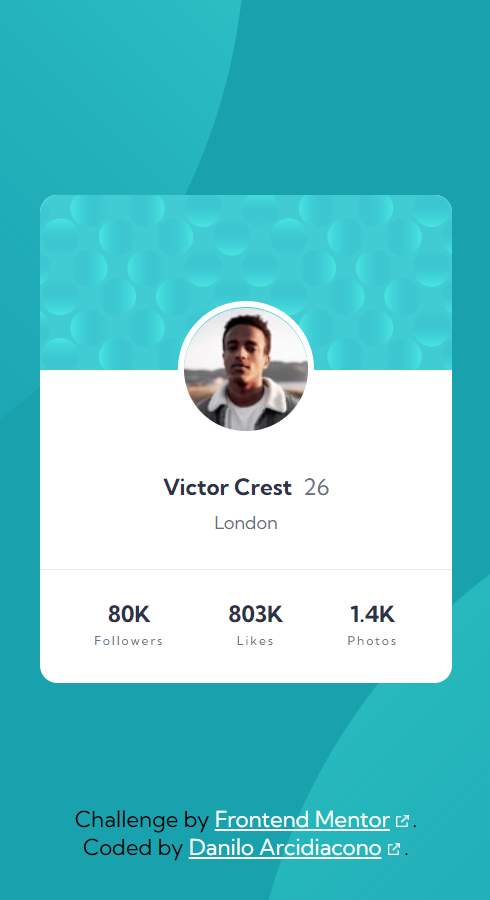 Victor Crest 26
London
80K 803K 1.4K
Followers Likes Photos
Challenge by Frontend Mentor .
Coded by Danilo Arcidiacono .